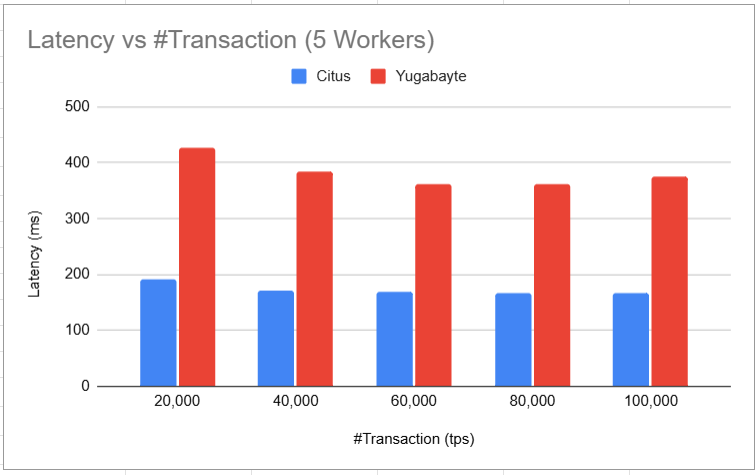 Latency vs #Transaction (5 Workers)
Citus Yugabyte
500
400
300
200
100
0
Latency (ms)
20,000 40,000 60,000 80,000 100,000
#Transaction (tps)